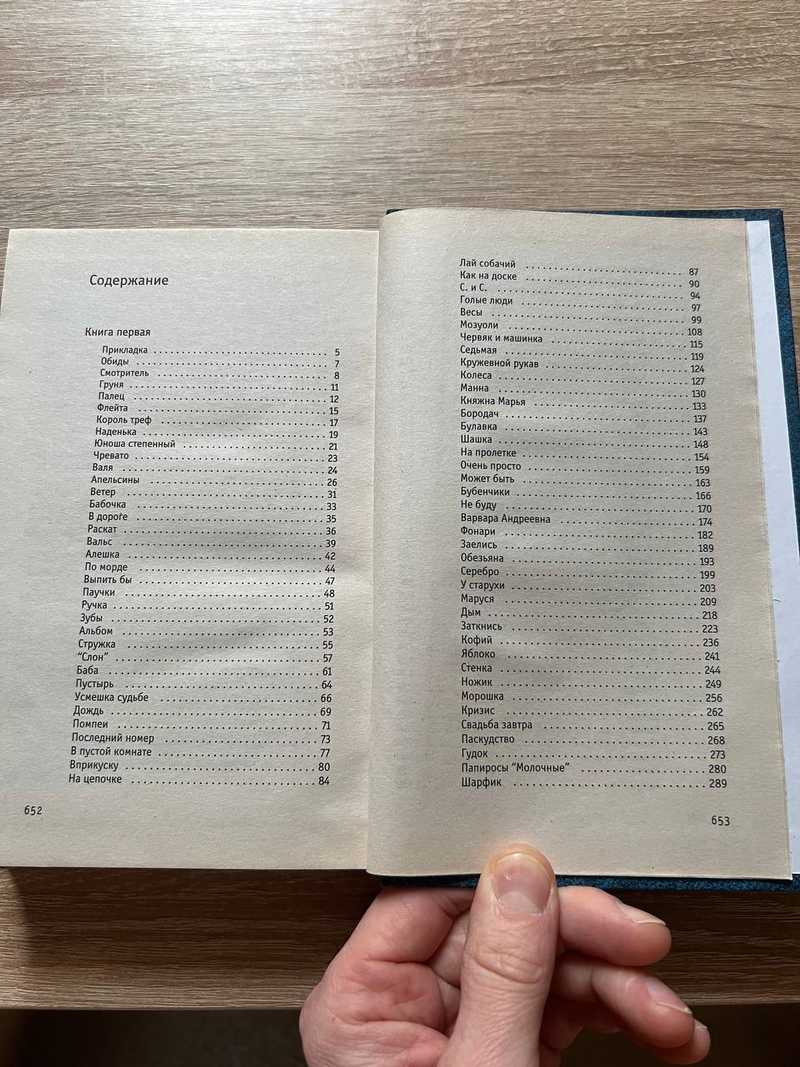 Содержание
Книга первая
Прикладка ........ 5
Обиды ........ 7
Смотритель ........ 8
Груня ........ 11
Палец ........ 12
Флейта ........ 15
Король треф ........ 17
Наденька ........ 19
Юноша степенный ........ 21
Чревато ........ 23
Валя ........ 24
Апельсины ........ 26
Ветер ........ 31
Бабочка ........ 33
В дороге ........ 35
Раскат ........ 36
Вальс ........ 39
Алешка ........ 42
По морде ........ 44
Выпить бы ........ 47
Паучки ........ 48
Ручка ........ 51
Зубы ........ 52
Альбом ........ 53
Стружка ........ 55
"Слон" ........ 57
Баба ........ 61
Пустырь ........ 64
Усмешка судьбе ........ 66
Дождь ........ 69
Помпеи ........ 71
Последний номер ........ 73
В пустой комнате ........ 77
Вприкуску ........ 80
На цепочке ........ 84
652
Лай собачий ........ 87
Как на доске ........ 90
С. и С. ........ 94
Голые люди ........ 97
Весы ........ 99
Мозуоли ........ 108
Червяк и машинка ........ 115
Седьмая ........ 119
Кружевной рукав ........ 124
Колеса ........ 127
Манна ........ 130
Княжна Марья ........ 133
Бородач ........ 137
Булавка ........ 143
Шашка ........ 148
На пролетке ........ 154
Очень просто ........ 159
Может быть ........ 163
Бубенчики ........ 166
Не буду ........ 170
Варвара Андреевна ........ 174
Фонари ........ 182
Заелись ........ 189
Обезьяна ........ 193
Серебро ........ 199
У старухи ........ 203
Маруся ........ 209
Дым ........ 218
Заткнись ........ 223
Кофий ........ 236
Яблоко ........ 241
Стенка ........ 244
Ножик ........ 249
Морошка ........ 256
Кризис ........ 262
Свадьба завтра ........ 265
Паскудство ........ 268
Гудок ........ 273
Папиросы "Молочные" ........ 280
Шарфик ........ 289
653